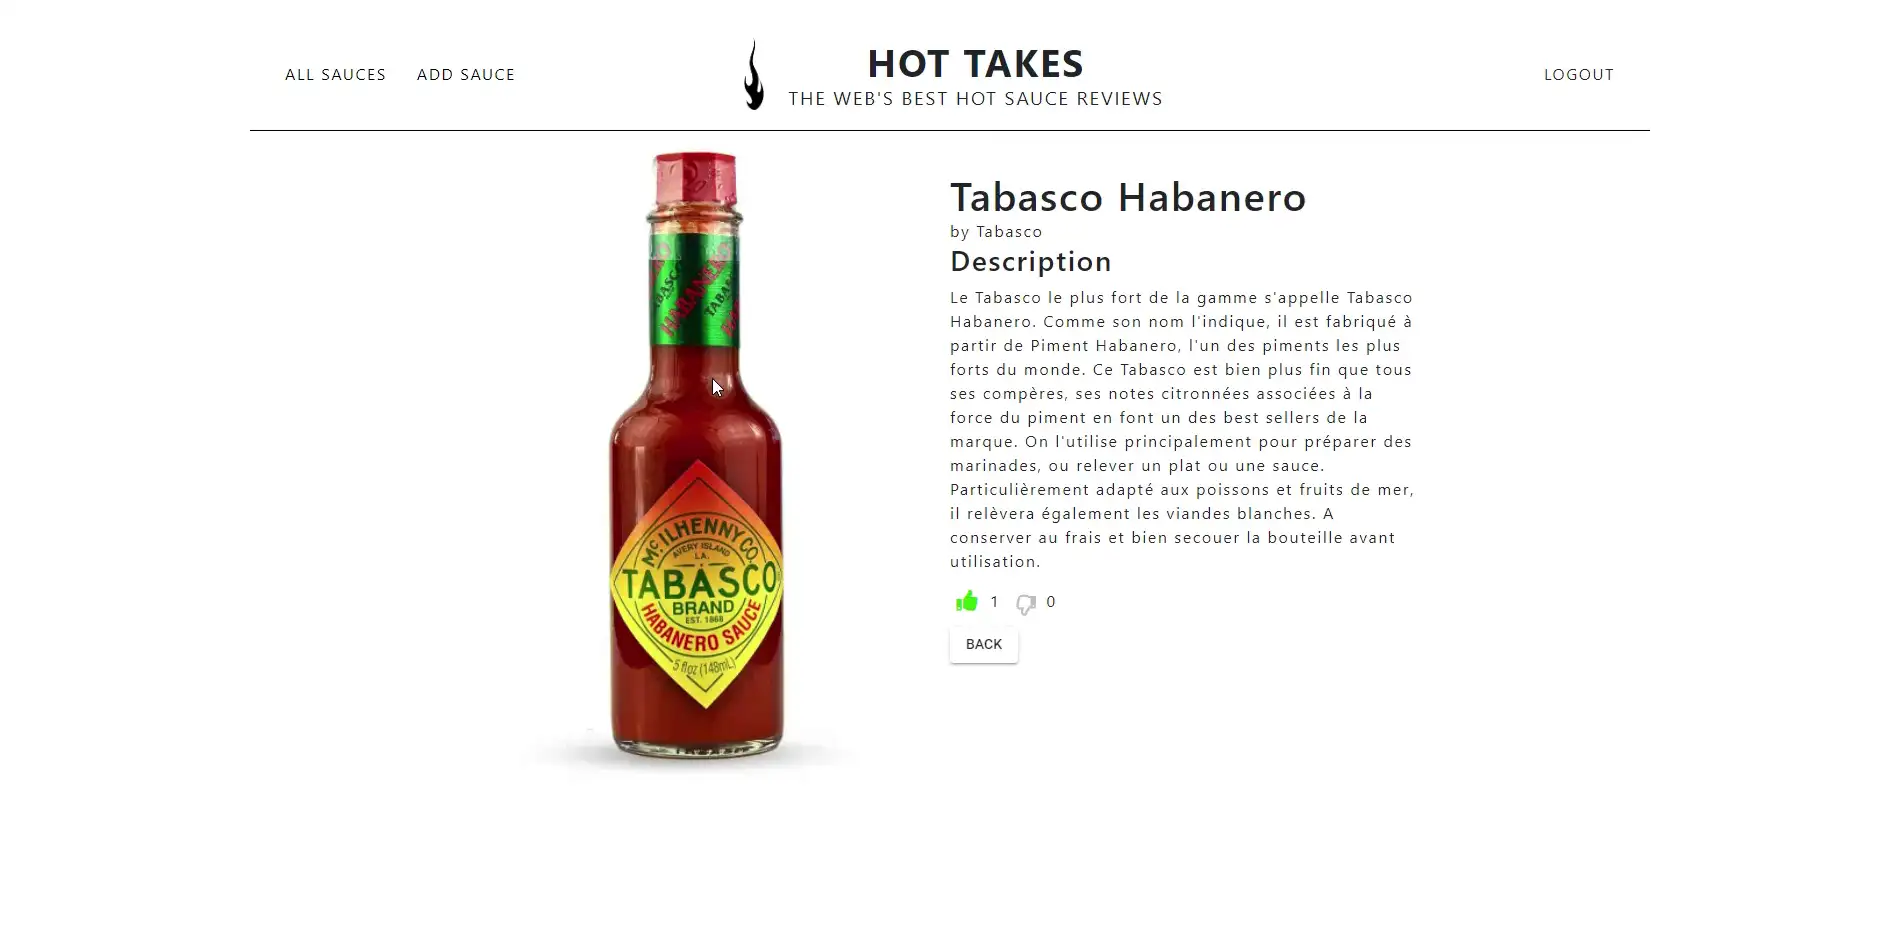 ALL SAUCES
ADD SAUCE
HOT TAKES
THE WEB'S BEST HOT SAUCE REVIEWS
LOGOUT
HABANERO
TABASCO
McILHENNY CO.
AVERY ISLAND
LA.
TABASCO
BRAND
EST. 1868
HABANERO SAUCE
5 fl oz (148mL)
Tabasco Habanero
by Tabasco
Description
Le Tabasco le plus fort de la gamme s'appelle Tabasco
Habanero. Comme son nom l'indique, il est fabriqué à
partir de Piment Habanero, l'un des piments les plus
forts du monde. Ce Tabasco est bien plus fin que tous
ses compères, ses notes citronnées associées à la
force du piment en font un des best sellers de la
marque. On l'utilise principalement pour préparer des
marinades, ou relever un plat ou une sauce.
Particulièrement adapté aux poissons et fruits de mer,
il relèvera également les viandes blanches. A
conserver au frais et bien secouer la bouteille avant
utilisation.
1 0
BACK